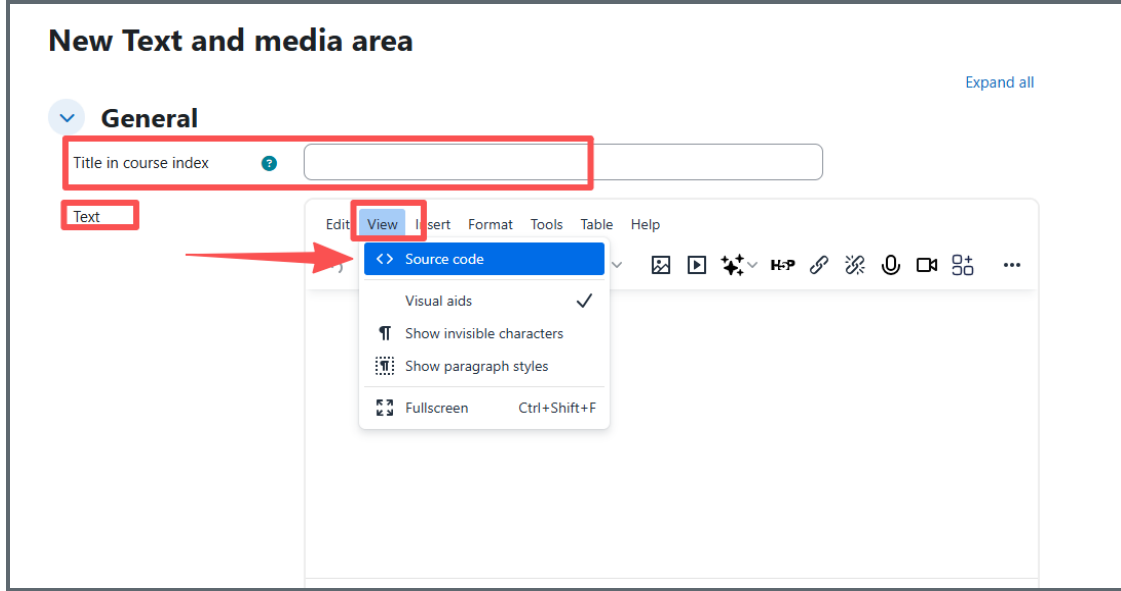 New Text and media area
Expand all
General
Title in course index
Text
Edit View Insert Format Tools Table Help
Source code
H5P
Visual aids
Show invisible characters
Show paragraph styles
Fullscreen Ctrl+Shift+F